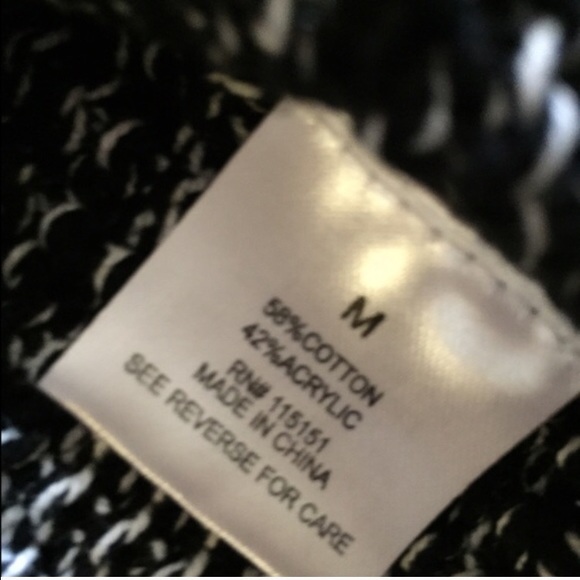 M
58%COTTON
42%ACRYLIC
RN# 115151
MADE IN CHINA
SEE REVERSE FOR CARE